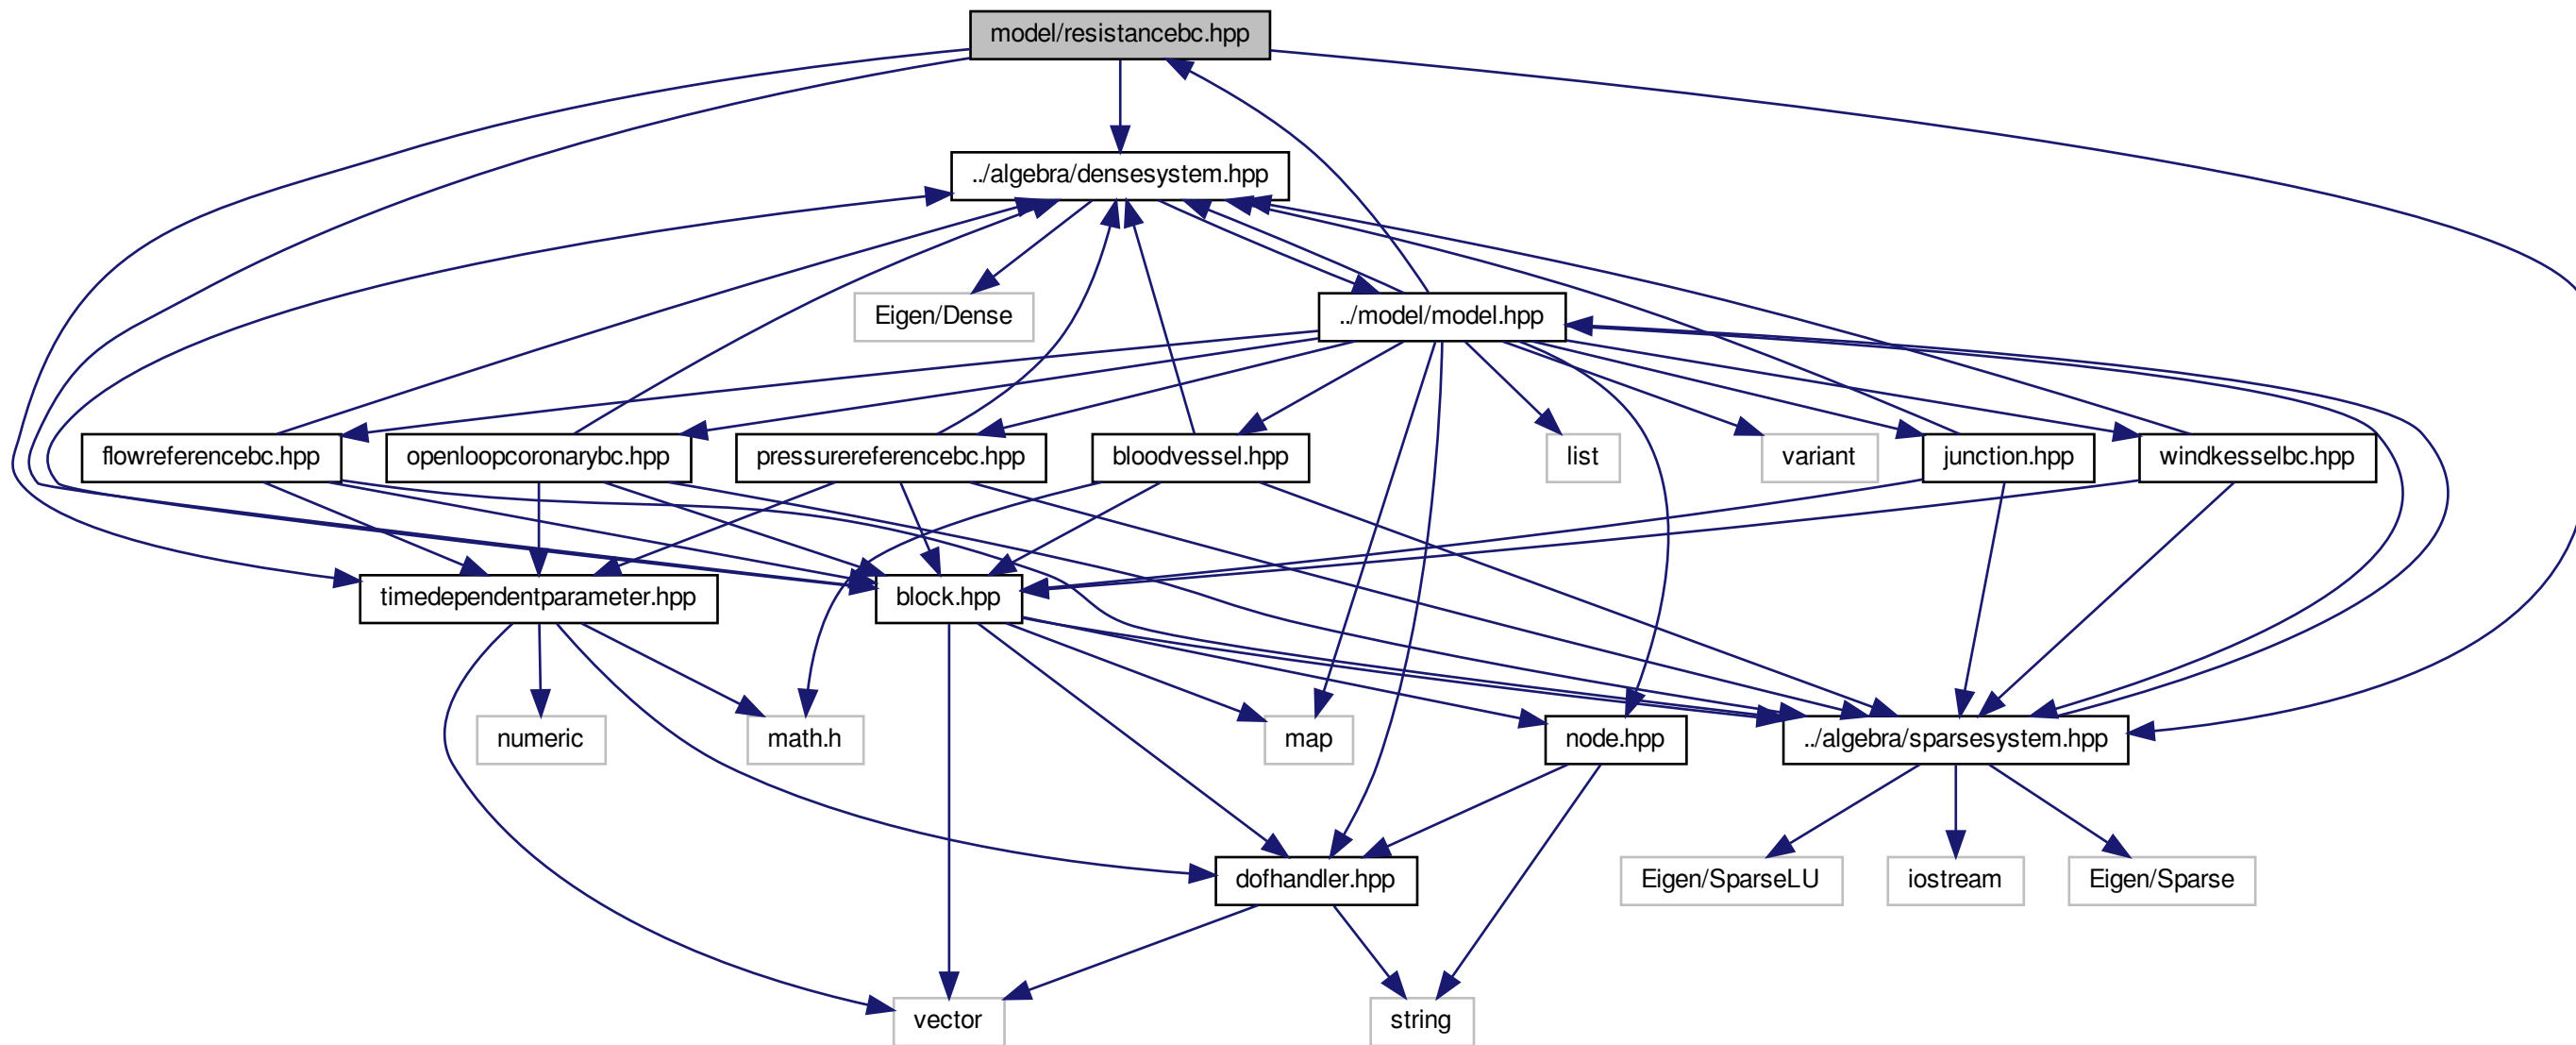 model/resistancebc.hpp
../algebra/densesystem.hpp
Eigen/Dense
../model/model.hpp
flowreferencebc.hpp
openloopcoronarybc.hpp
pressurereferencebc.hpp
bloodvessel.hpp
list
variant
junction.hpp
windkesselbc.hpp
timedependentparameter.hpp
block.hpp
numeric
math.h
map
node.hpp
../algebra/sparsesystem.hpp
dofhandler.hpp
Eigen/SparseLU
iostream
Eigen/Sparse
vector
string